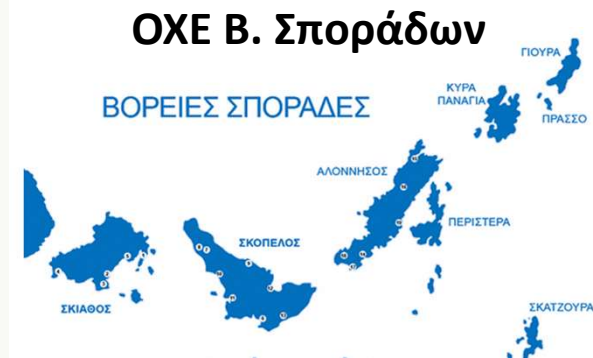 ΟΧΕ Β. Σποράδων
ΒΟΡΕΙΕΣ ΣΠΟΡΑΔΕΣ
ΓΙΟΥΡΑ
ΚΥΡΑ
ΠΑΝΑΓΙΑ
ΠΡΑΣΣΟ
ΑΛΟΝΝΗΣΟΣ
ΠΕΡΙΣΤΕΡΑ
ΣΚΟΠΕΛΟΣ
ΣΚΙΑΘΟΣ
ΣΚΑΤΖΟΥΡΑ